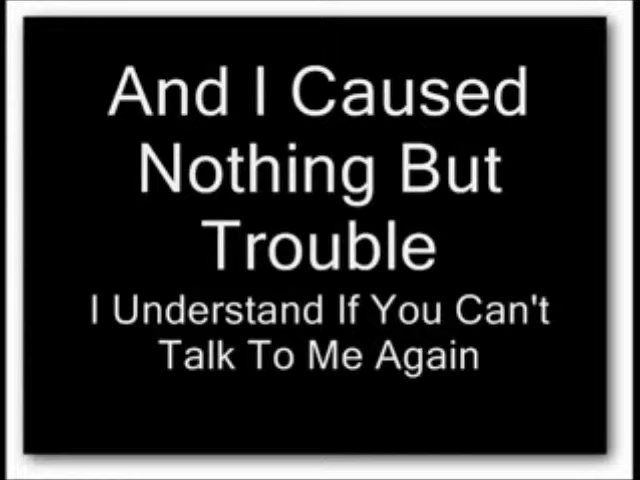 And I Caused
Nothing But
Trouble
I Understand If You Can't
Talk To Me Again